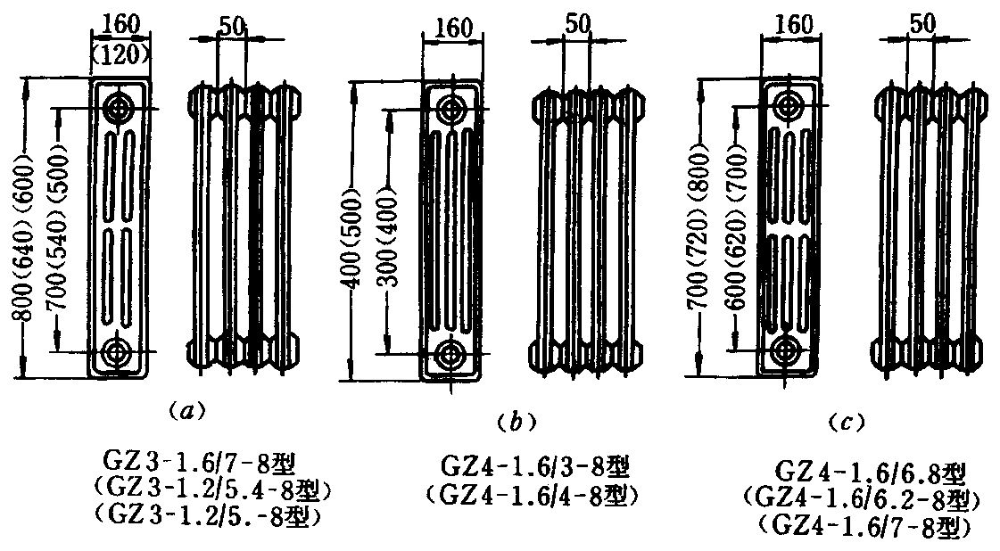 160
(120)
50
800(640)(600)
700(540)(500)
(a)
GZ3-1.6/7-8型
(GZ3-1.2/5.4-8型)
(GZ3-1.2/5.-8型)
160
50
400(500)
300(400)
(b)
GZ4-1.6/3-8型
(GZ4-1.6/4-8型)
160
50
700(720)(800)
600(620)(700)
(c)
GZ4-1.6/6.8型
(GZ4-1.6/6.2-8型)
(GZ4-1.6/7-8型)